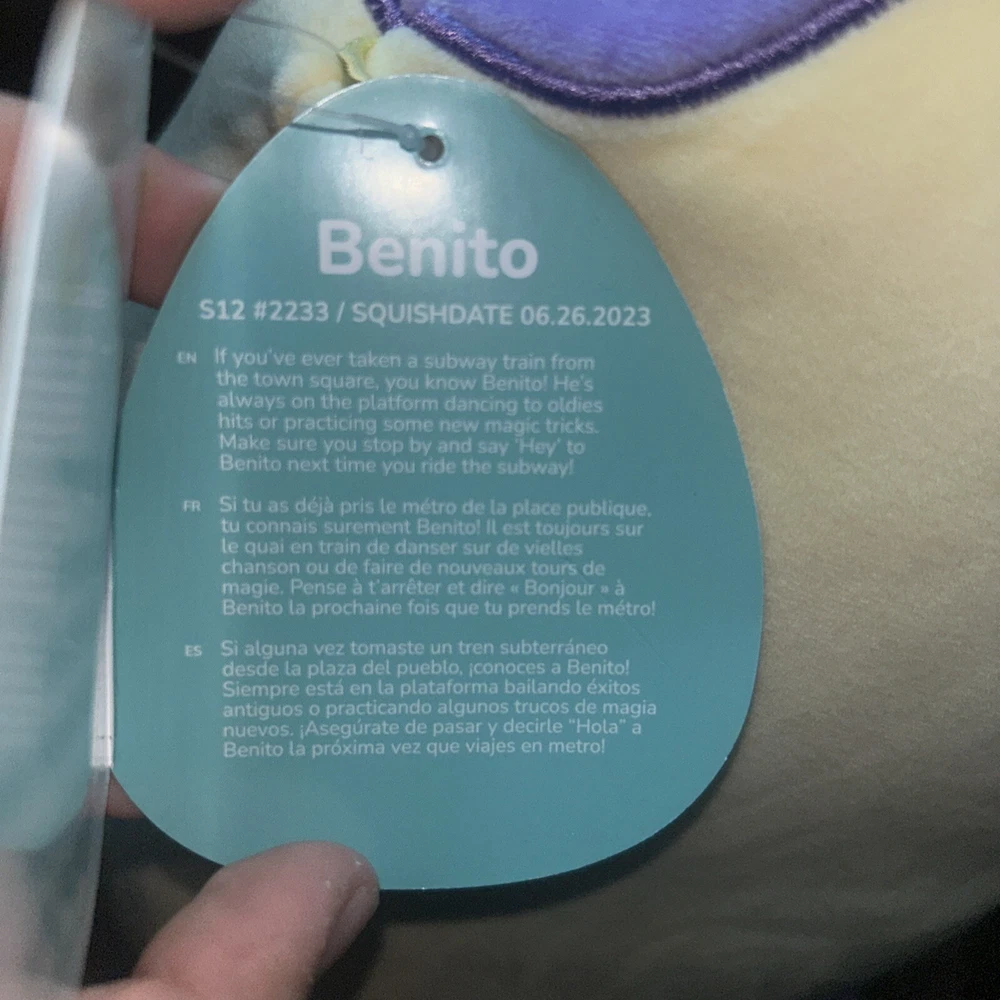 Benito
S12 #2233 / SQUISHDATE 06.26.2023
EN If you've ever taken a subway train from
the town square, you know Benito! He's
always on the platform dancing to oldies
hits or practicing some new magic tricks.
Make sure you stop by and say 'Hey' to
Benito next time you ride the subway!
FR Si tu as déjà pris le métro de la place publique,
tu connais surement Benito! Il est toujours sur
le quai en train de danser sur de vielles
chanson ou de faire de nouveaux tours de
magie. Pense à t'arrêter et dire « Bonjour » à
Benito la prochaine fois que tu prends le métro!
ES Si alguna vez tomaste un tren subterráneo
desde la plaza del pueblo, ¡conoces a Benito!
Siempre está en la plataforma bailando éxitos
antiguos o practicando algunos trucos de magia
nuevos. ¡Asegúrate de pasar y decirle “Hola” a
Benito la próxima vez que viajes en metro!